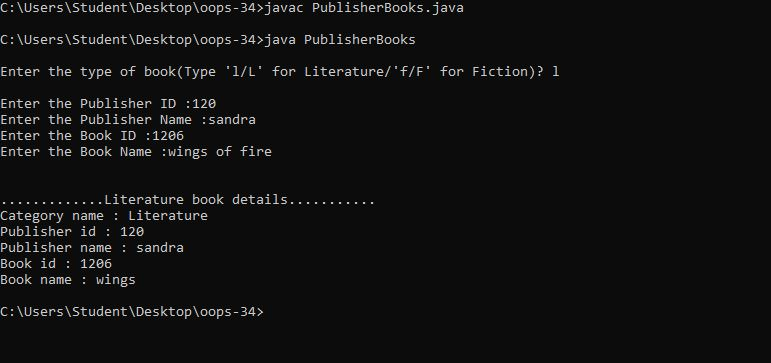 C:\Users\Student\Desktop\oops-34>javac PublisherBooks.java
C:\Users\Student\Desktop\oops-34>java PublisherBooks
Enter the type of book(Type 'l/L' for Literature/'f/F' for Fiction)? l
Enter the Publisher ID :120
Enter the Publisher Name :sandra
Enter the Book ID :1206
Enter the Book Name :wings of fire
.............Literature book details...........
Category name : Literature
Publisher id : 120
Publisher name : sandra
Book id : 1206
Book name : wings
C:\Users\Student\Desktop\oops-34>